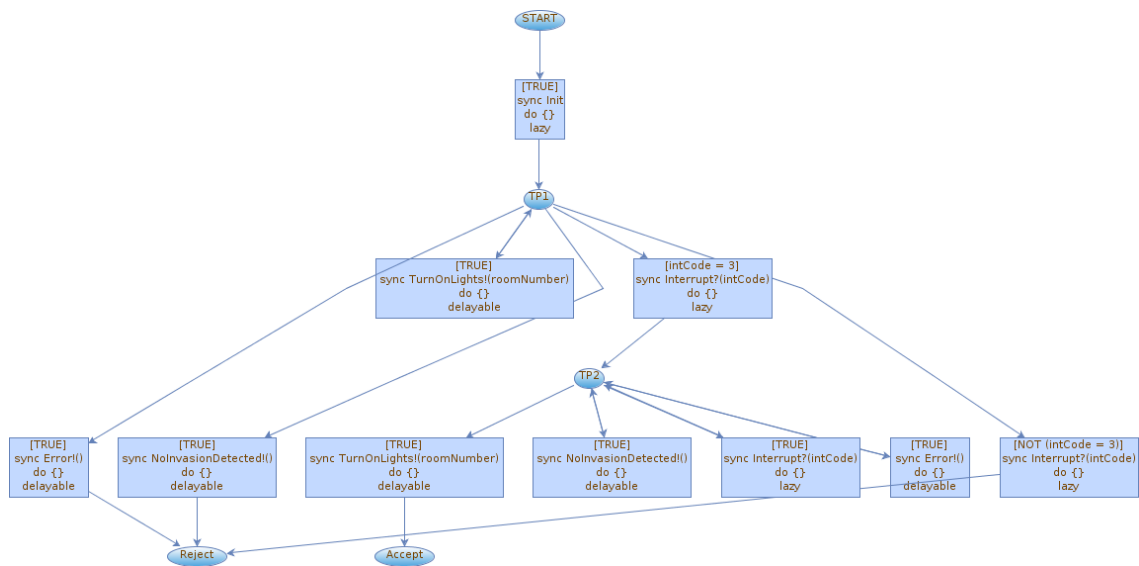 START
[TRUE]
sync Init
do {}
lazy
TP1
[TRUE]
sync TurnOnLights!(roomNumber)
do {}
delayable
[intCode = 3]
sync Interrupt?(intCode)
do {}
lazy
TP2
[TRUE]
sync Error!()
do {}
delayable
[TRUE]
sync NoInvasionDetected!()
do {}
delayable
[TRUE]
sync TurnOnLights!(roomNumber)
do {}
delayable
[TRUE]
sync NoInvasionDetected!()
do {}
delayable
[TRUE]
sync Interrupt?(intCode)
do {}
lazy
[TRUE]
sync Error!()
do {}
delayable
[NOT (intCode = 3)]
sync Interrupt?(intCode)
do {}
lazy
Reject
Accept